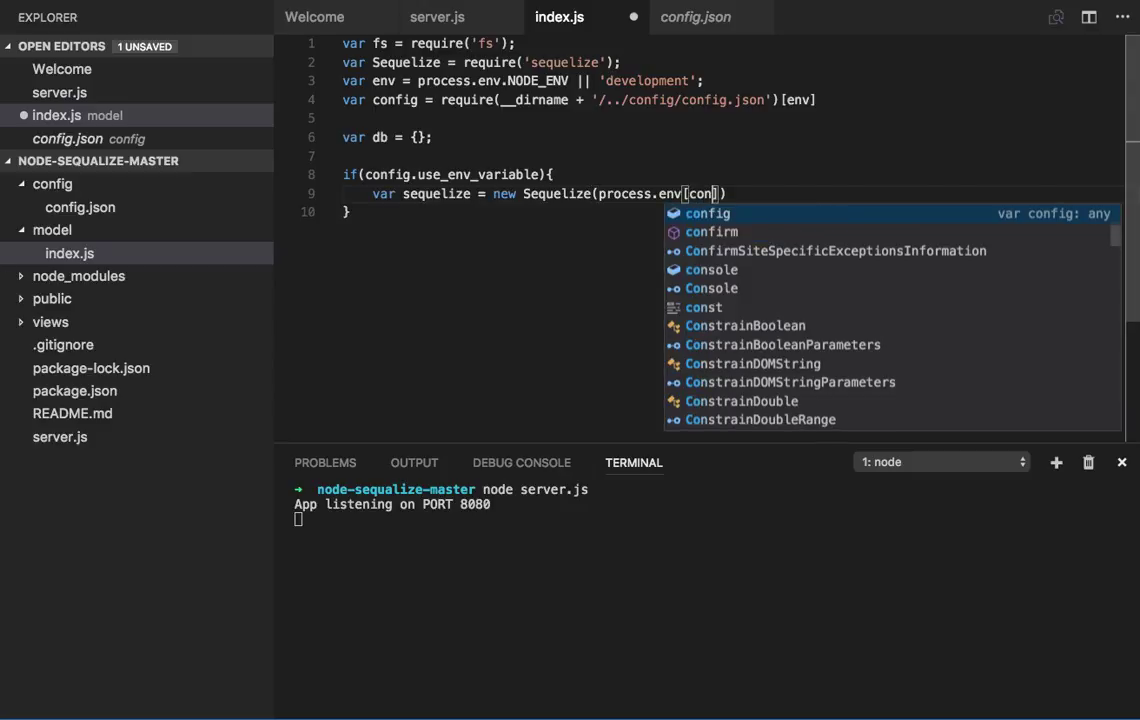 EXPLORER
Welcome
server.js
index.js
config.json
OPEN EDITORS 1 UNSAVED
Welcome
server.js
index.js model
config.json config
NODE-SEQUALIZE-MASTER
config
config.json
model
index.js
node_modules
public
views
.gitignore
package-lock.json
package.json
README.md
server.js
1 var fs = require('fs');
2 var Sequelize = require('sequelize');
3 var env = process.env.NODE_ENV || 'development';
4 var config = require(__dirname + '/../config/config.json')[env]
5
6 var db = {};
7
8 if(config.use_env_variable){
9 var sequelize = new Sequelize(process.env[con])
10 }
config var config: any
confirm
ConfirmSiteSpecificExceptionsInformation
console
Console
const
ConstrainBoolean
ConstrainBooleanParameters
ConstrainDOMString
ConstrainDOMStringParameters
ConstrainDouble
ConstrainDoubleRange
PROBLEMS OUTPUT DEBUG CONSOLE TERMINAL 1: node
➜ node-sequalize-master node server.js
App listening on PORT 8080